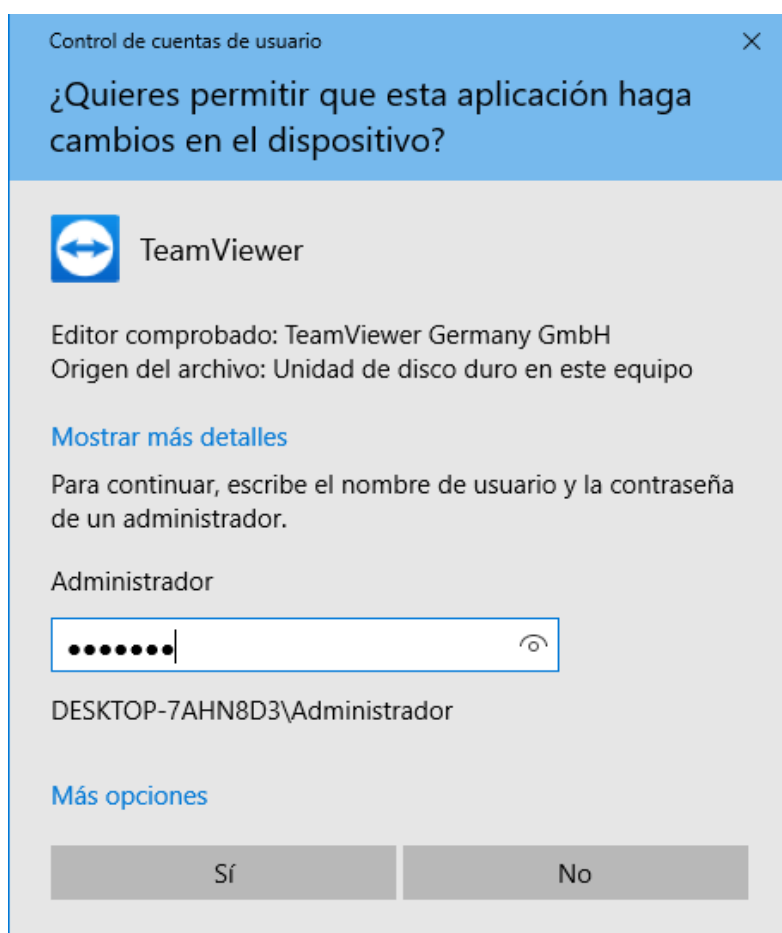 Control de cuentas de usuario
¿Quieres permitir que esta aplicación haga
cambios en el dispositivo?
TeamViewer
Editor comprobado: TeamViewer Germany GmbH
Origen del archivo: Unidad de disco duro en este equipo
Mostrar más detalles
Para continuar, escribe el nombre de usuario y la contraseña
de un administrador.
Administrador
•••••••
DESKTOP-7AHN8D3\Administrador
Más opciones
Sí
No